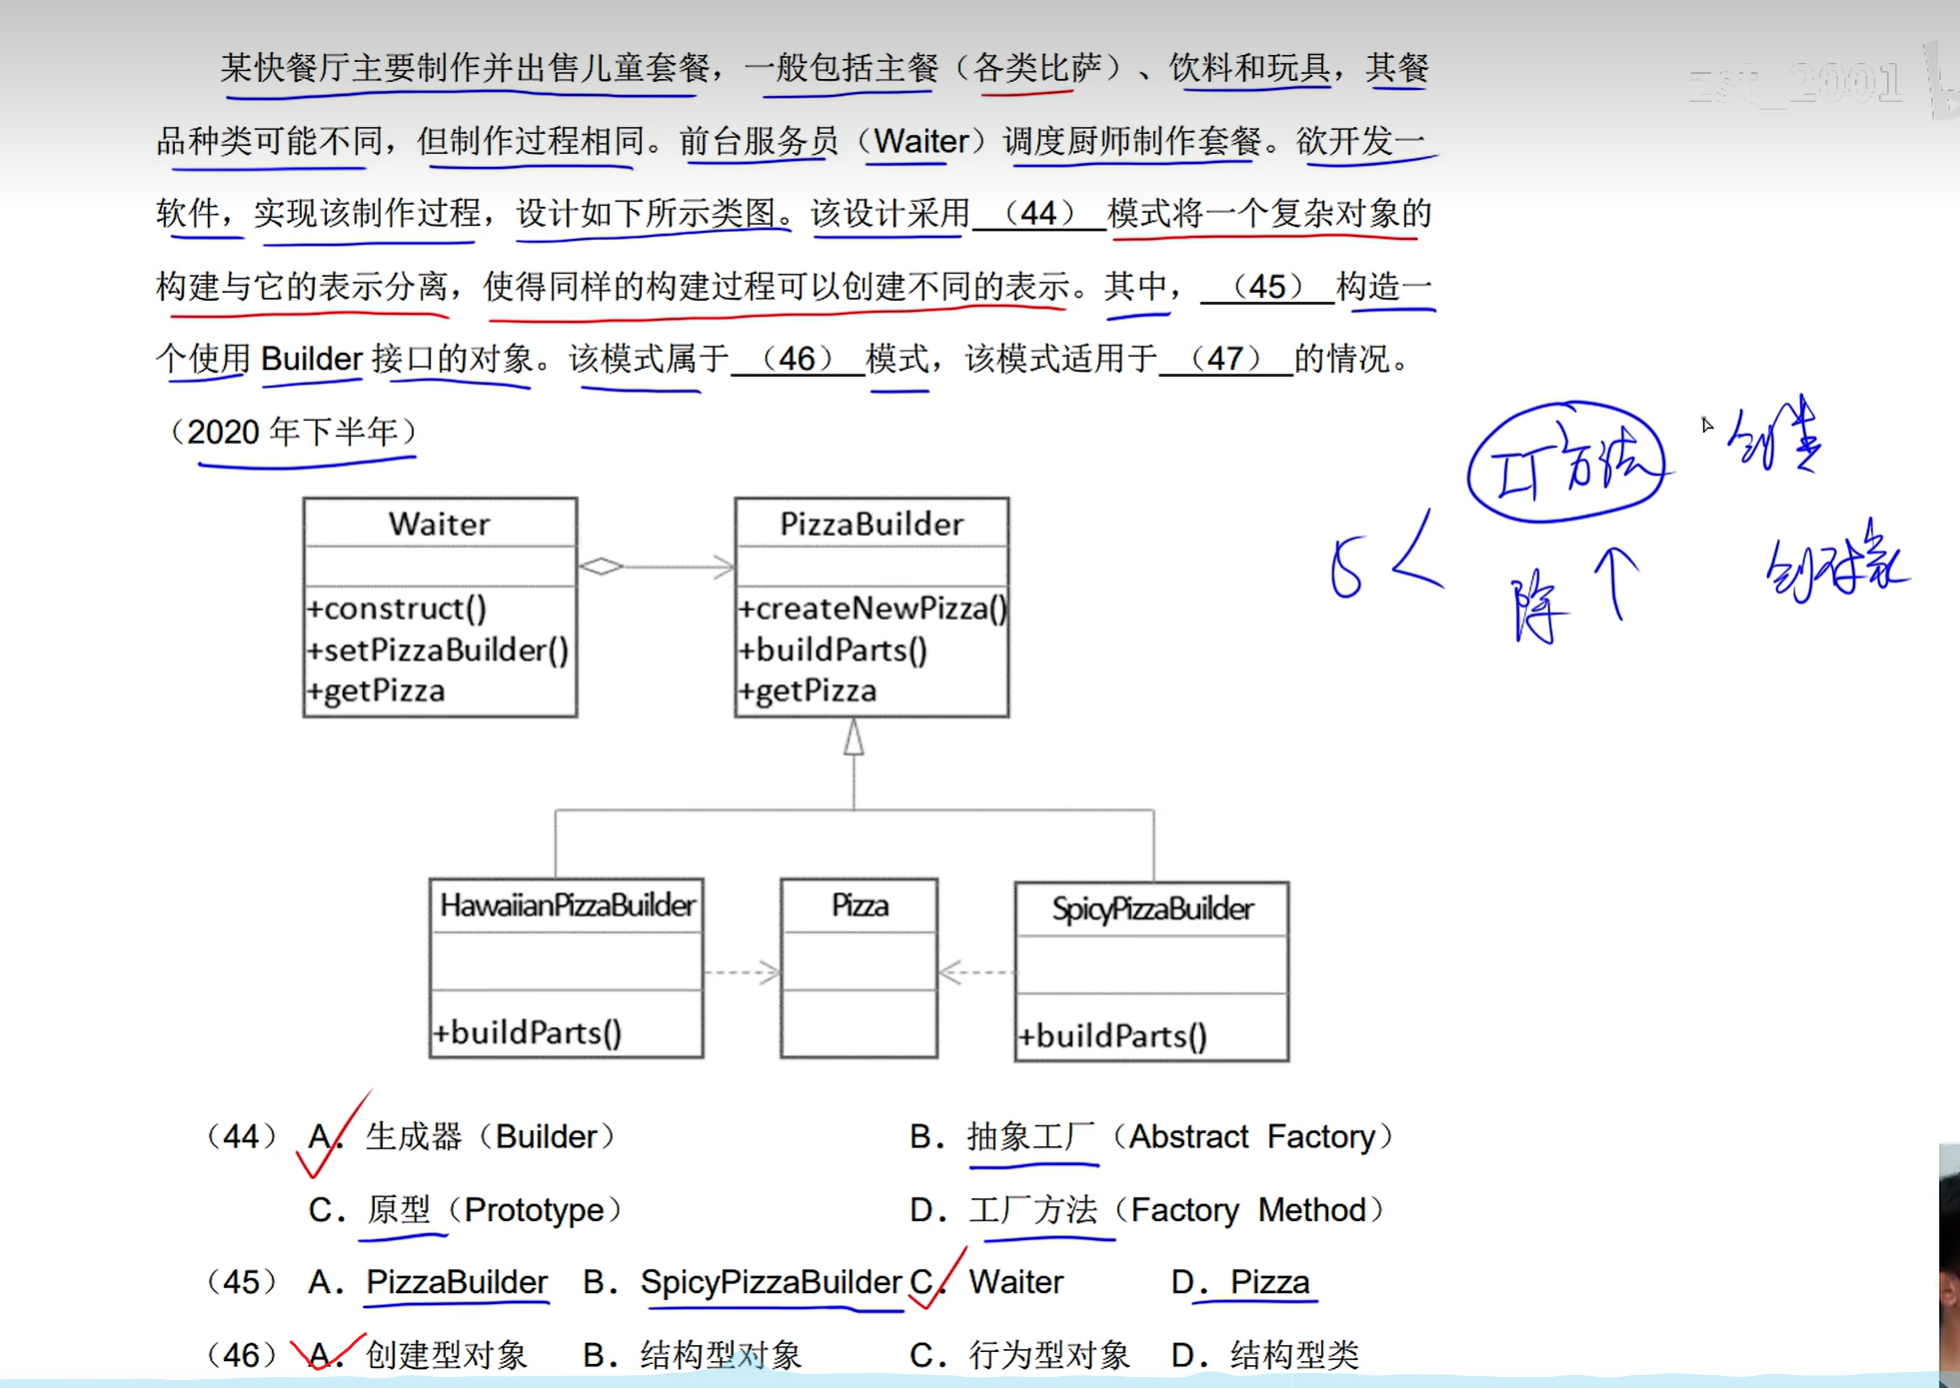 某快餐厅主要制作并出售儿童套餐，一般包括主餐（各类比萨）、饮料和玩具，其餐
zst_2001
品种类可能不同，但制作过程相同。前台服务员（Waiter）调度厨师制作套餐。欲开发一
软件，实现该制作过程，设计如下所示类图。该设计采用（44）模式将一个复杂对象的
构建与它的表示分离，使得同样的构建过程可以创建不同的表示。其中，（45）构造一
个使用 Builder 接口的对象。该模式属于（46）模式，该模式适用于（47）的情况。
（2020 年下半年）
工厂方法
创建
5
除
创对象
Waiter
+construct()
+setPizzaBuilder()
+getPizza
PizzaBuilder
+createNewPizza()
+buildParts()
+getPizza
HawaiianPizzaBuilder
+buildParts()
Pizza
SpicyPizzaBuilder
+buildParts()
（44） A．生成器（Builder） B．抽象工厂（Abstract Factory）
C．原型（Prototype） D．工厂方法（Factory Method）
（45） A．PizzaBuilder B．SpicyPizzaBuilder C．Waiter D．Pizza
（46） A．创建型对象 B．结构型对象 C．行为型对象 D．结构型类